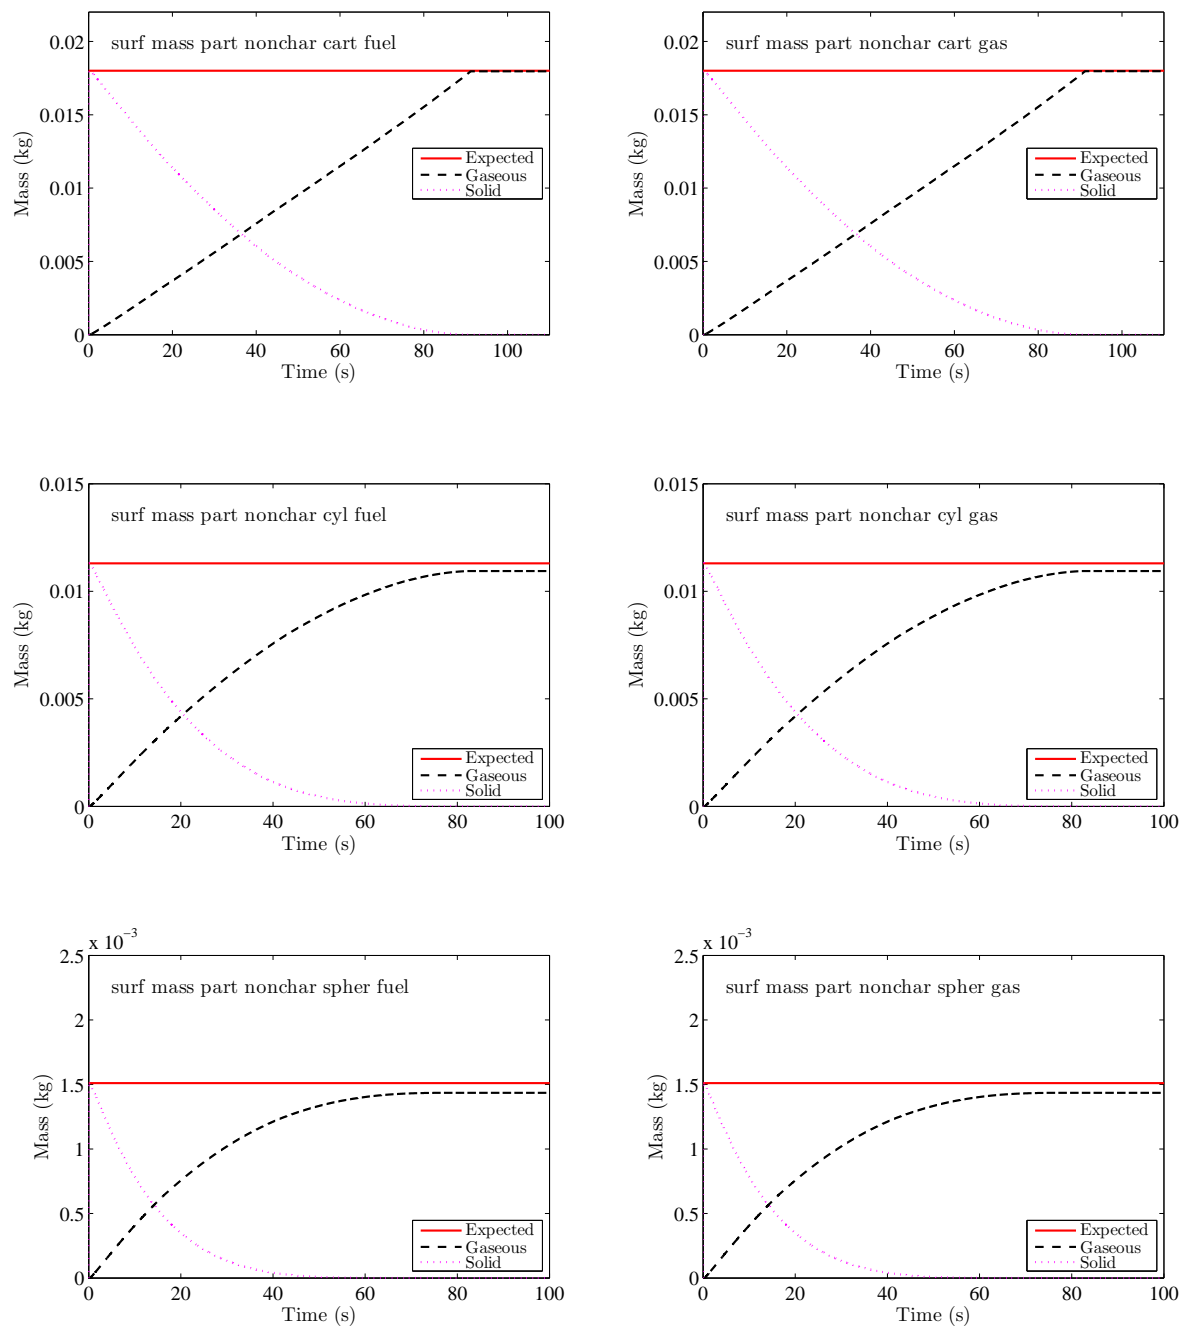 surf mass part nonchar cart fuel
Mass (kg)
0.02
0.015
0.01
0.005
0
Expected
Gaseous
Solid
0 20 40 60 80 100
Time (s)
surf mass part nonchar cart gas
Mass (kg)
0.02
0.015
0.01
0.005
0
Expected
Gaseous
Solid
0 20 40 60 80 100
Time (s)
surf mass part nonchar cyl fuel
Mass (kg)
0.015
0.01
0.005
0
Expected
Gaseous
Solid
0 20 40 60 80 100
Time (s)
surf mass part nonchar cyl gas
Mass (kg)
0.015
0.01
0.005
0
Expected
Gaseous
Solid
0 20 40 60 80 100
Time (s)
x 10⁻³
surf mass part nonchar spher fuel
Mass (kg)
2.5
2
1.5
1
0.5
0
Expected
Gaseous
Solid
0 20 40 60 80 100
Time (s)
x 10⁻³
surf mass part nonchar spher gas
Mass (kg)
2.5
2
1.5
1
0.5
0
Expected
Gaseous
Solid
0 20 40 60 80 100
Time (s)